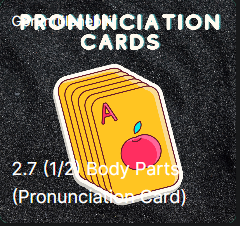 PRONUNCIATION
CARDS
A
2.7 (1/2) Body Parts
(Pronunciation Card)